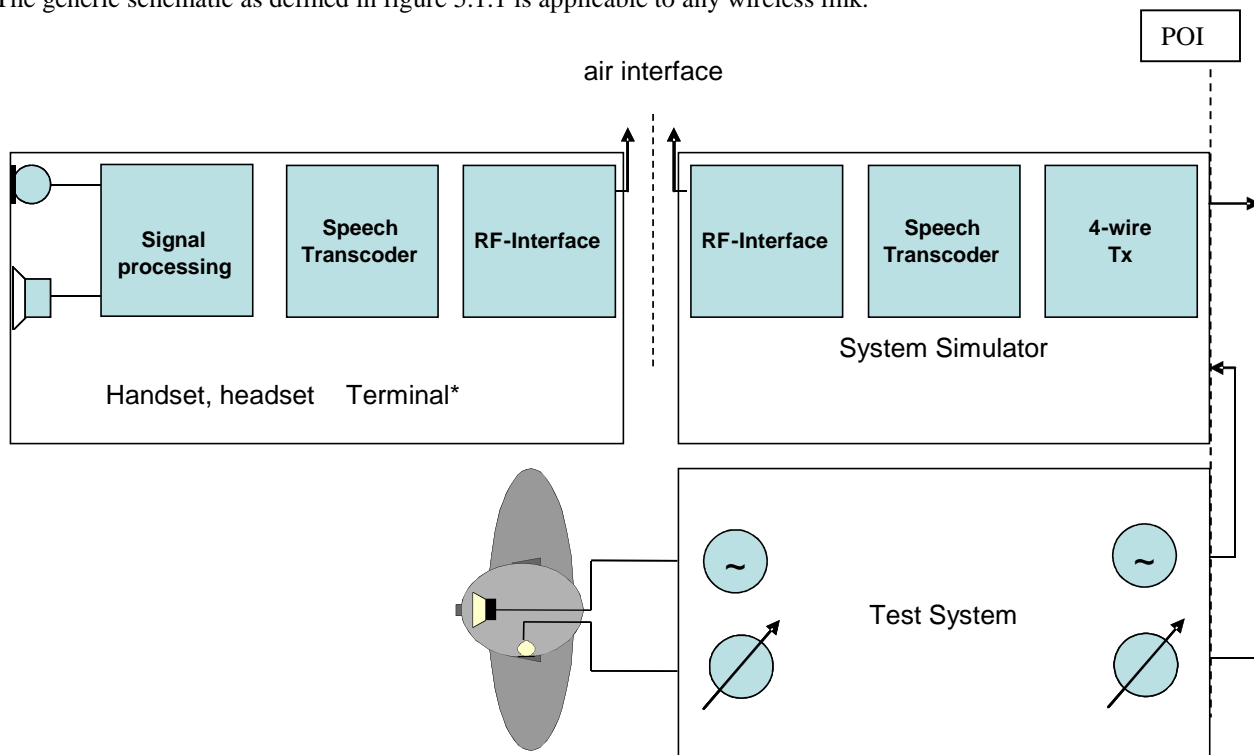 The generic schematic as defined in figure 5.1.1 is applicable to any wireless link.
POI
air interface
Signal
processing
Speech
Transcoder
RF-Interface
RF-Interface
Speech
Transcoder
4-wire
Tx
System Simulator
Handset, headset Terminal*
~
~
Test System